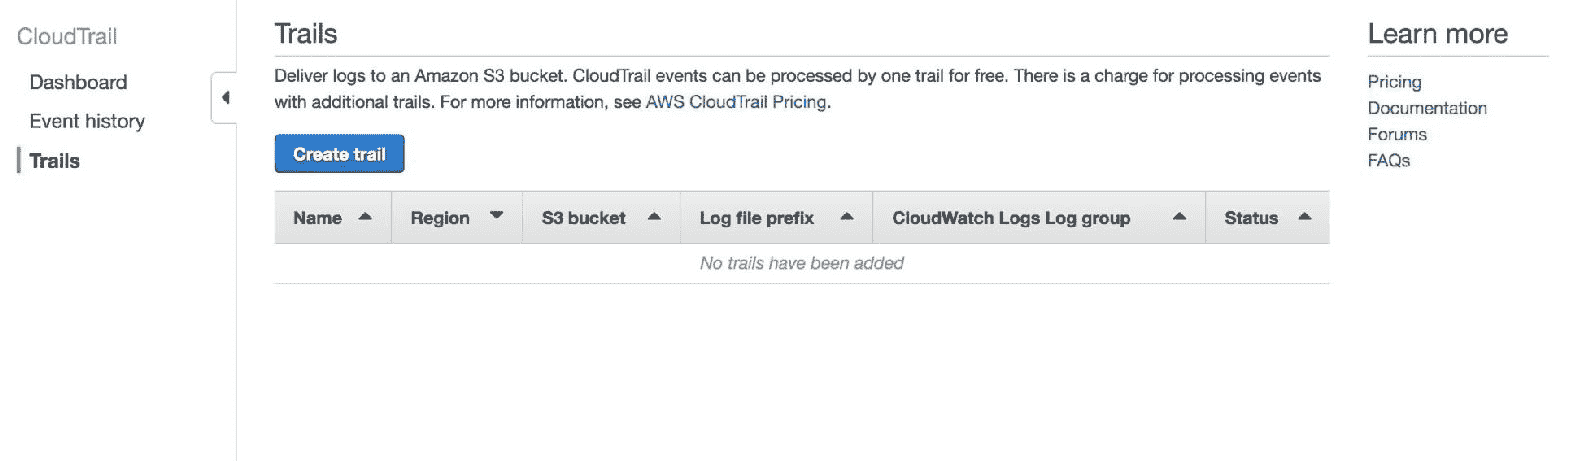 CloudTrail
Dashboard
Event history
Trails
Trails
Deliver logs to an Amazon S3 bucket. CloudTrail events can be processed by one trail for free. There is a charge for processing events
with additional trails. For more information, see AWS CloudTrail Pricing.
Create trail
Name Region S3 bucket Log file prefix CloudWatch Logs Log group Status
No trails have been added
Learn more
Pricing
Documentation
Forums
FAQs